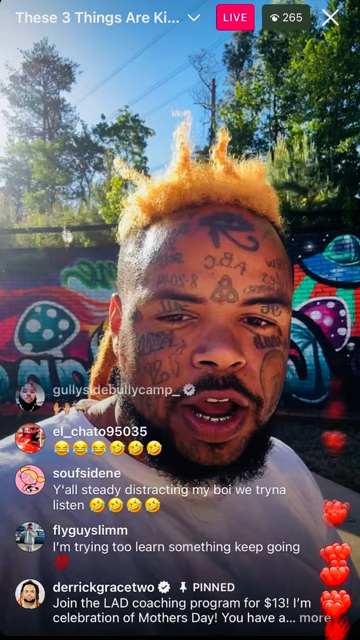 These 3 Things Are Ki...
LIVE
265
gullysidebullycamp_
el_chato95035
😂😂😂🤣🤣🤣
soufsidene
Y'all steady distracting my boi we tryna
listen 🤣🤣🤣🤣
flyguyslimm
I'm trying too learn something keep going
💯
derrickgracetwo PINNED
Join the LAD coaching program for $13! I'm
celebration of Mothers Day! You have a... more